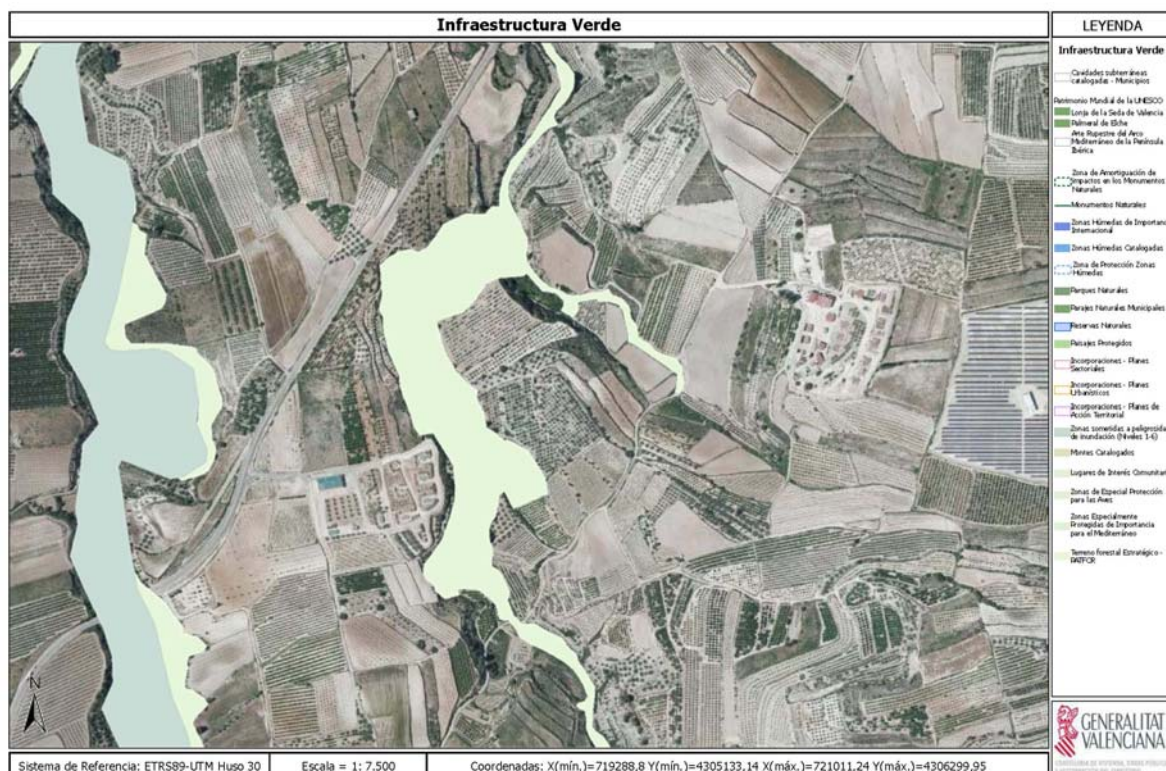 Infraestructura Verde
LEYENDA
Infraestructura Verde
Cavidades subterráneas
catalogadas - Municipios
Patrimonio Mundial de la UNESCO
Lonja de la Seda de Valencia
Palmeral de Elche
Arte Rupestre del Arco
Mediterráneo de la Península
Ibérica
Zona de Amortiguación de
Impactos en los Monumentos
Naturales
Monumentos Naturales
Zonas Húmedas de Importanc
Internacional
Zonas Húmedas Catalogadas
Zona de Protección Zonas
Húmedas
Parques Naturales
Parajes Naturales Municipales
Reservas Naturales
Paisajes Protegidos
Incorporaciones - Planes
Sectoriales
Incorporaciones - Planes
Urbanísticos
Incorporaciones - Planes de
Acción Territorial
Zonas sometidas a peligrosida
de inundación (Niveles 1-6)
Montes Catalogados
Lugares de Interés Comunitari
Zonas de Especial Protección
para las Aves
Zonas Especialmente
Protegidas de Importancia
para el Mediterráneo
Terreno forestal Estratégico -
PATFOR
N
GENERALITAT
VALENCIANA
Sistema de Referencia: ETRS89-UTM Huso 30
Escala = 1: 7.500
Coordenadas: X(mín.)=719288,8 Y(mín.)=4305133,14 X(máx.)=721011,24 Y(máx.)=4306299,95